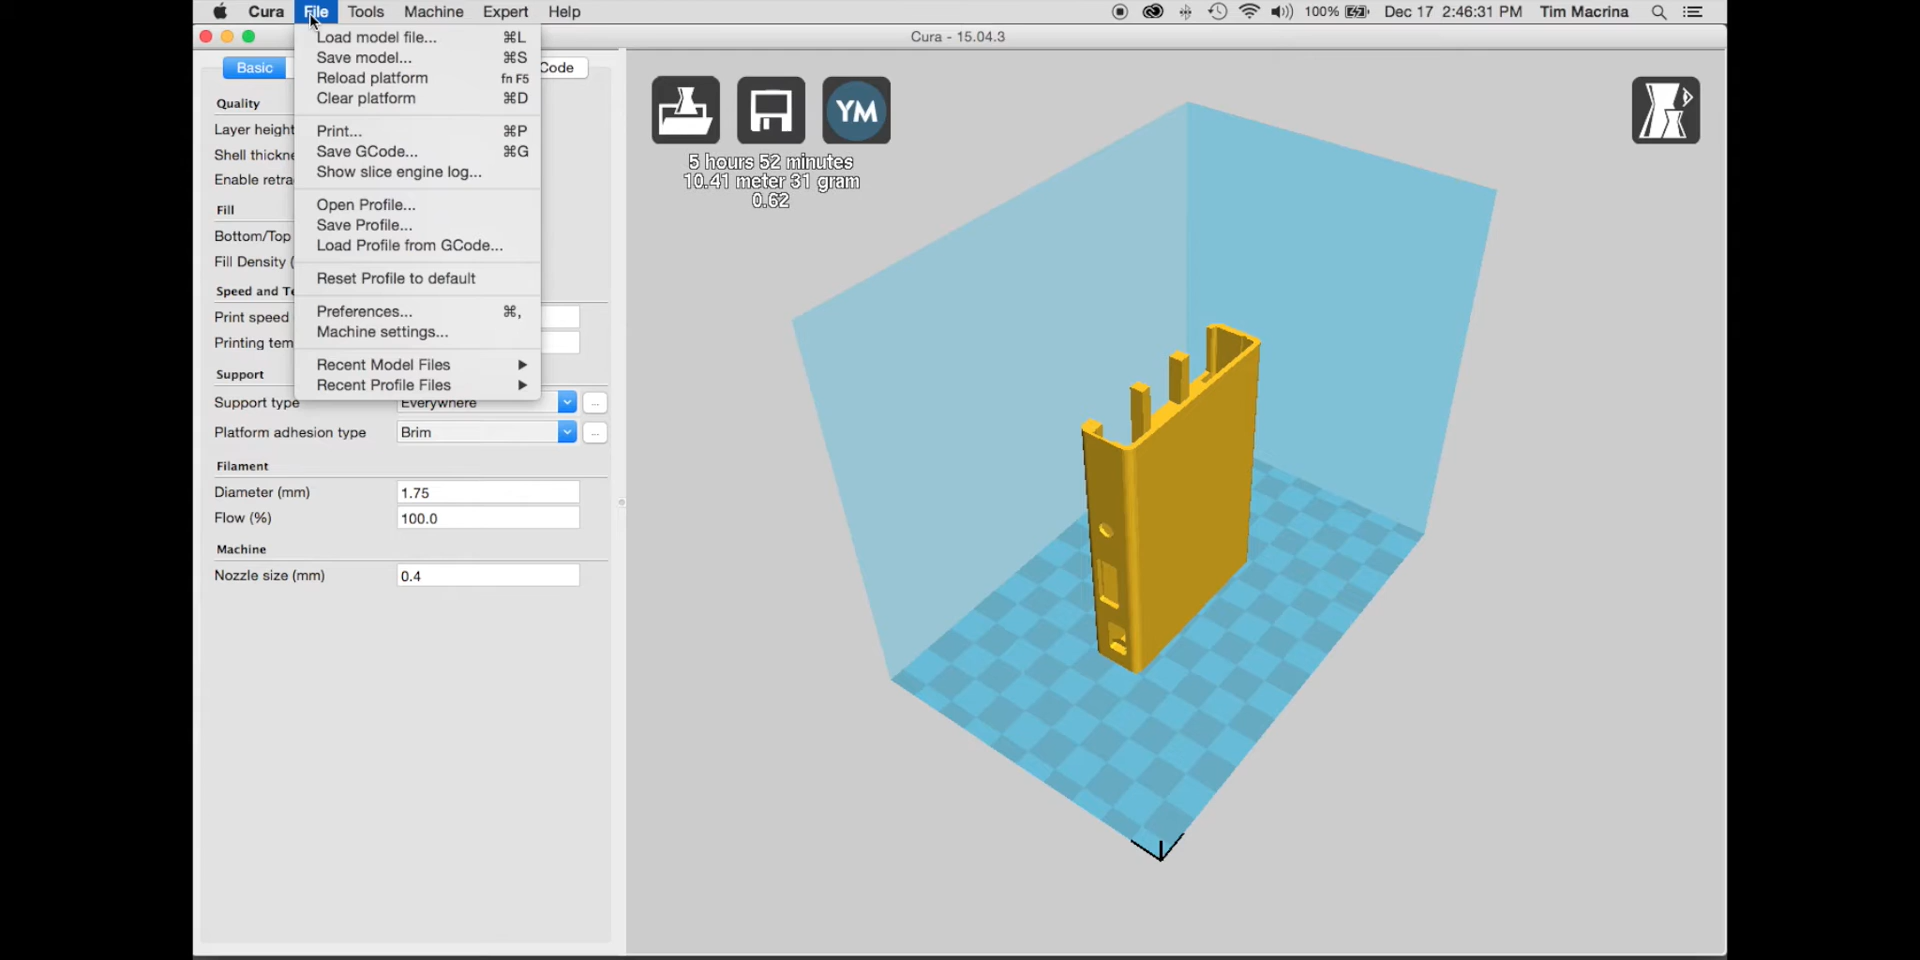 Cura File Tools Machine Expert Help 100% Dec 17 2:46:31 PM Tim Macrina
Cura - 15.04.3
Load model file... ⌘L
Save model... ⌘S
Reload platform fn F5
Clear platform ⌘D
Print... ⌘P
Save GCode... ⌘G
Show slice engine log...
Open Profile...
Save Profile...
Load Profile from GCode...
Reset Profile to default
Preferences... ⌘,
Machine settings...
Recent Model Files
Recent Profile Files
Basic Code
Quality
Layer height
Shell thickne
Enable retra
Fill
Bottom/Top
Fill Density (
Speed and Te
Print speed
Printing tem
Support
Support type Everywhere ...
Platform adhesion type Brim ...
Filament
Diameter (mm) 1.75
Flow (%) 100.0
Machine
Nozzle size (mm) 0.4
YM
5 hours 52 minutes
10.41 meter 31 gram
0.62